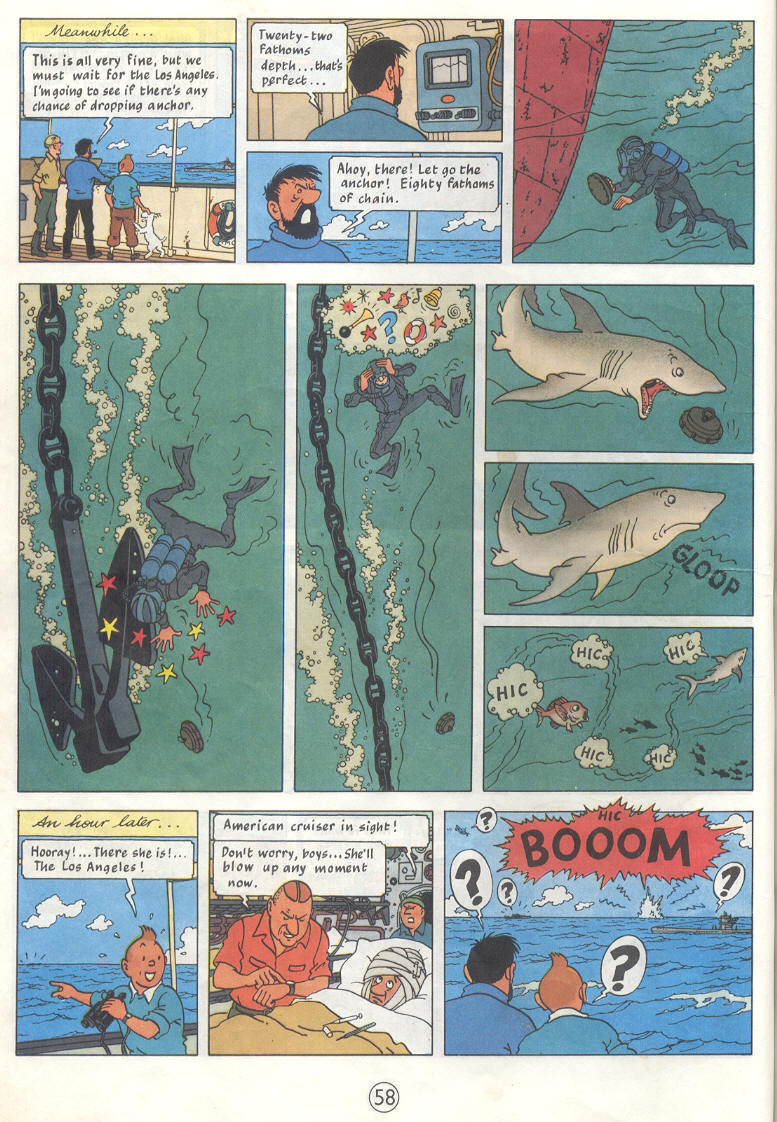 Meanwhile ...
This is all very fine, but we
must wait for the Los Angeles.
I'm going to see if there's any
chance of dropping anchor.
Twenty-two
fathoms
depth...that's
perfect...
Ahoy, there! Let go the
anchor! Eighty fathoms
of chain.
?
GLOOP
HIC
HIC
HIC
HIC
HIC
An hour later...
Hooray!...There she is!...
The Los Angeles!
American cruiser in sight!
Don't worry, boys...She'll
blow up any moment
now.
HIC
BOOOM
?
?
?
?
?
58